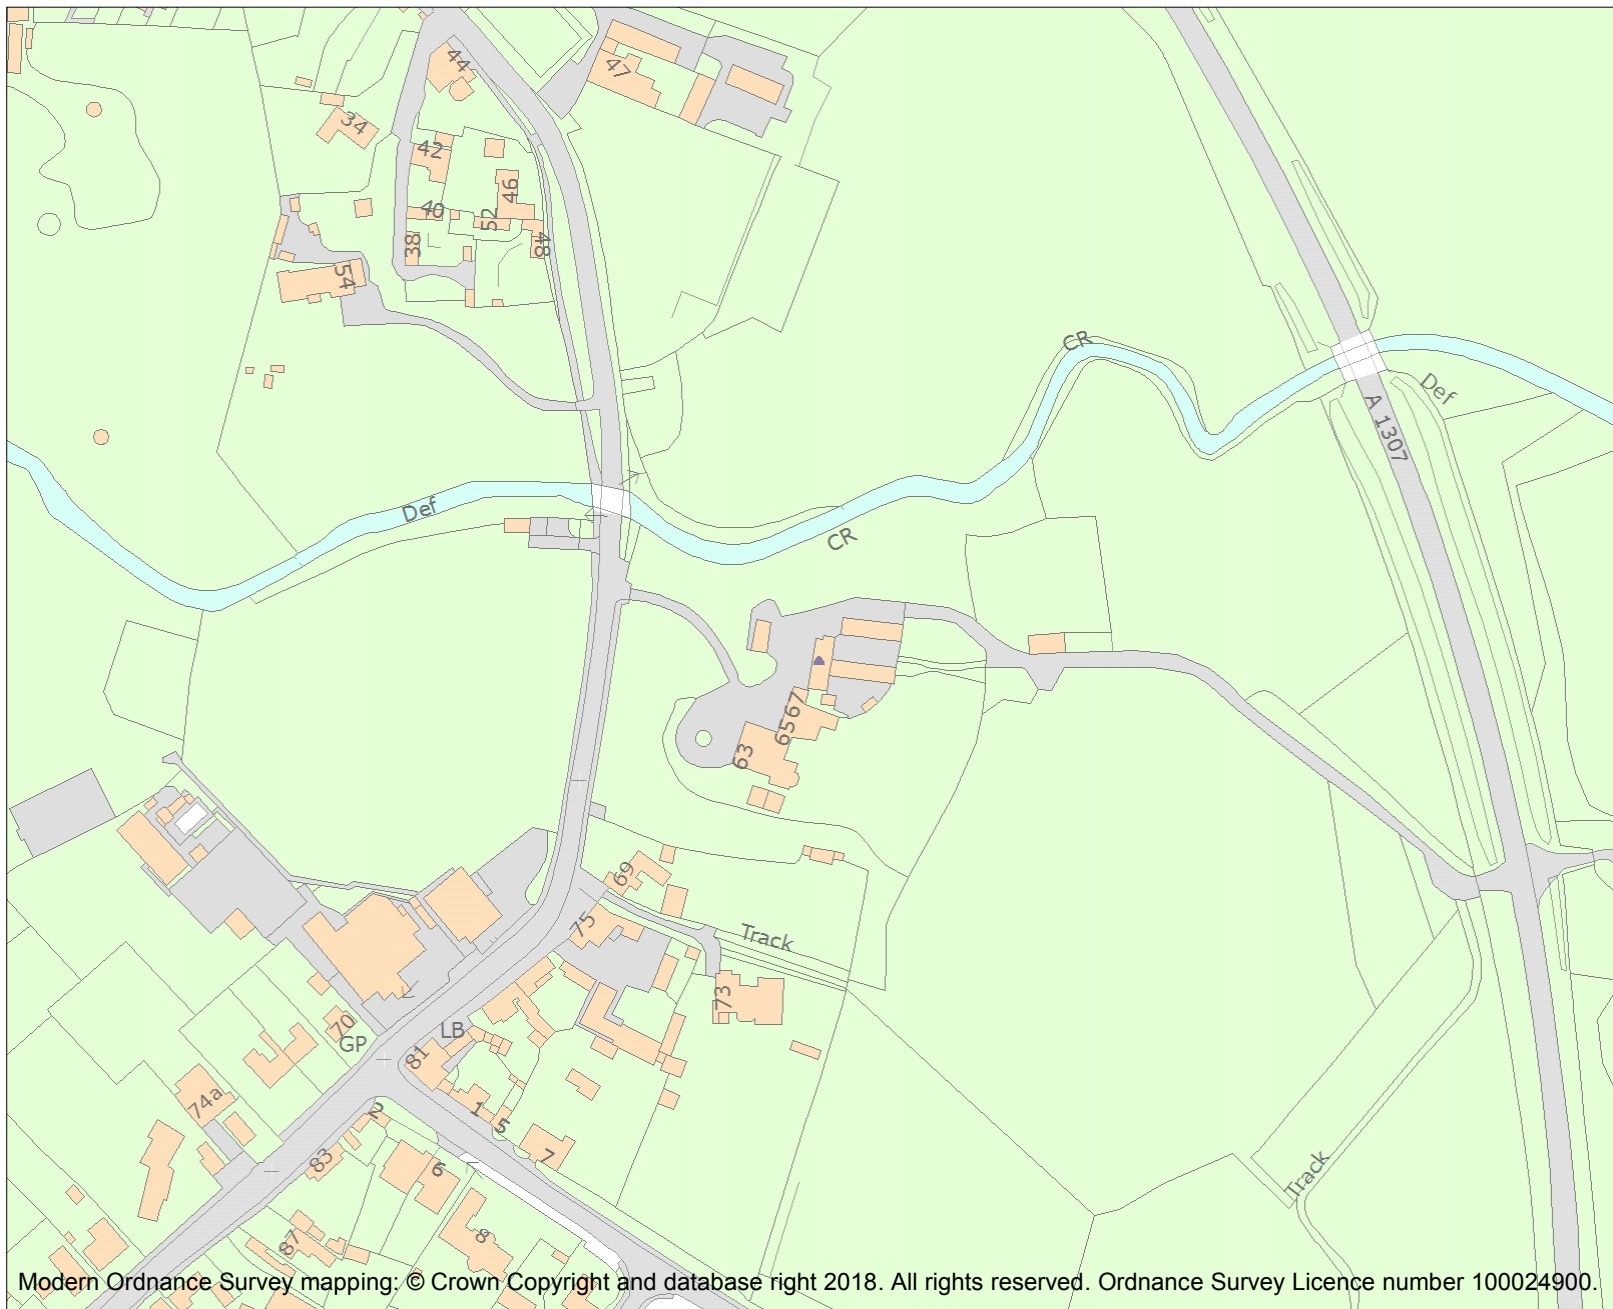 44
47
34
42
46
40
52
38
48
54
CR
Def
A 1307
Def
CR
67
65
63
69
75
Track
73
70
LB
GP
81
74a
1
2
5
7
83
6
Track
87
8
Modern Ordnance Survey mapping: © Crown Copyright and database right 2018. All rights reserved. Ordnance Survey Licence number 100024900.